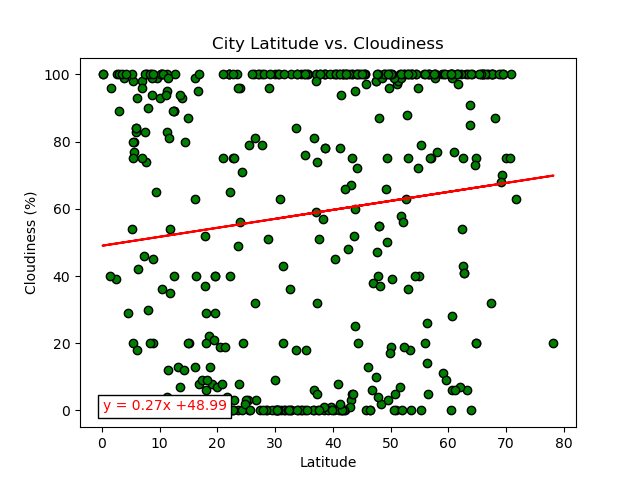 City Latitude vs. Cloudiness
Cloudiness (%)
100
80
60
40
20
0
y = 0.27x +48.99
0 10 20 30 40 50 60 70 80
Latitude